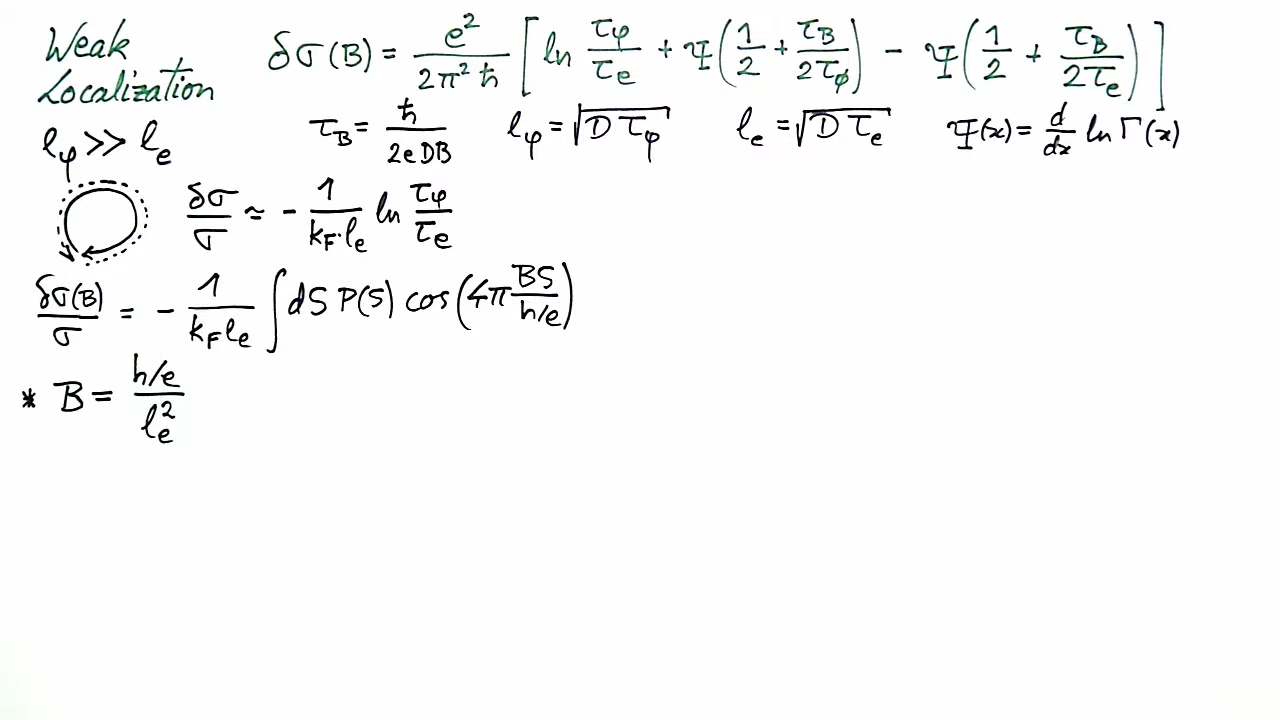 Weak Localization
δσ(B) = e²/2π²ħ [ln τφ/τe + Ψ(1/2 + τB/2τϕ) − Ψ(1/2 + τB/2τe)]
lφ >> le
τB = ħ/2eDB   lφ = √Dτφ   le = √Dτe   Ψ(x) = d/dx ln Γ(x)
δσ/σ ≈ − 1/kF·le ln τφ/τe
δσ(B)/σ = − 1/kFle ∫dS P(S) cos(4π BS/h/e)
* B = h/e/le²